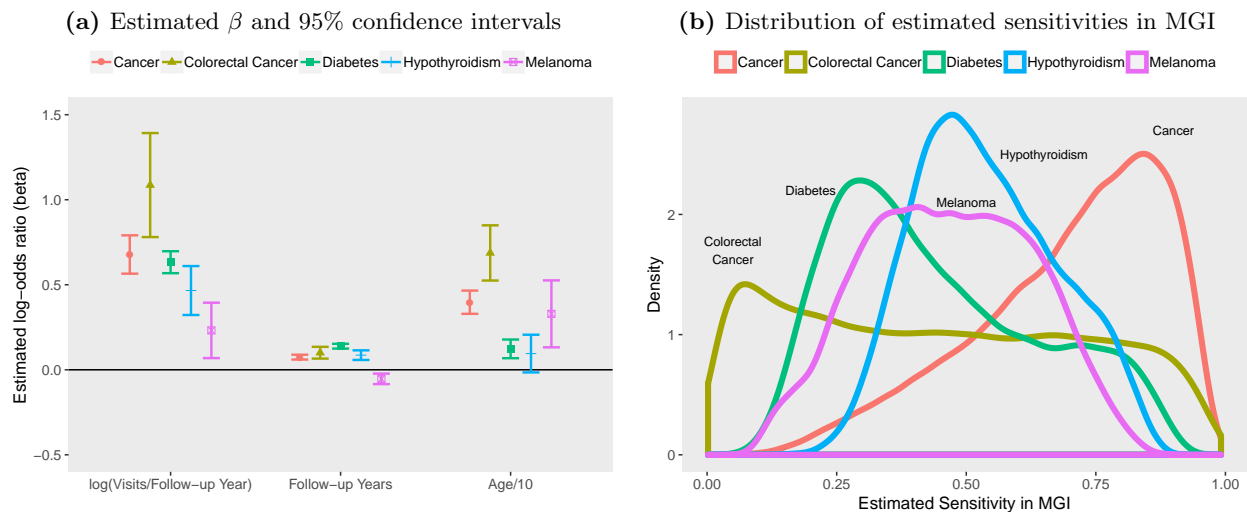 (a) Estimated β and 95% confidence intervals
Cancer Colorectal Cancer Diabetes Hypothyroidism Melanoma
Estimated log−odds ratio (beta)
1.5
1.0
0.5
0.0
−0.5
log(Visits/Follow−up Year) Follow−up Years Age/10
(b) Distribution of estimated sensitivities in MGI
Cancer Colorectal Cancer Diabetes Hypothyroidism Melanoma
Density
2
1
0
Cancer
Hypothyroidism
Diabetes
Melanoma
Colorectal
Cancer
0.00 0.25 0.50 0.75 1.00
Estimated Sensitivity in MGI